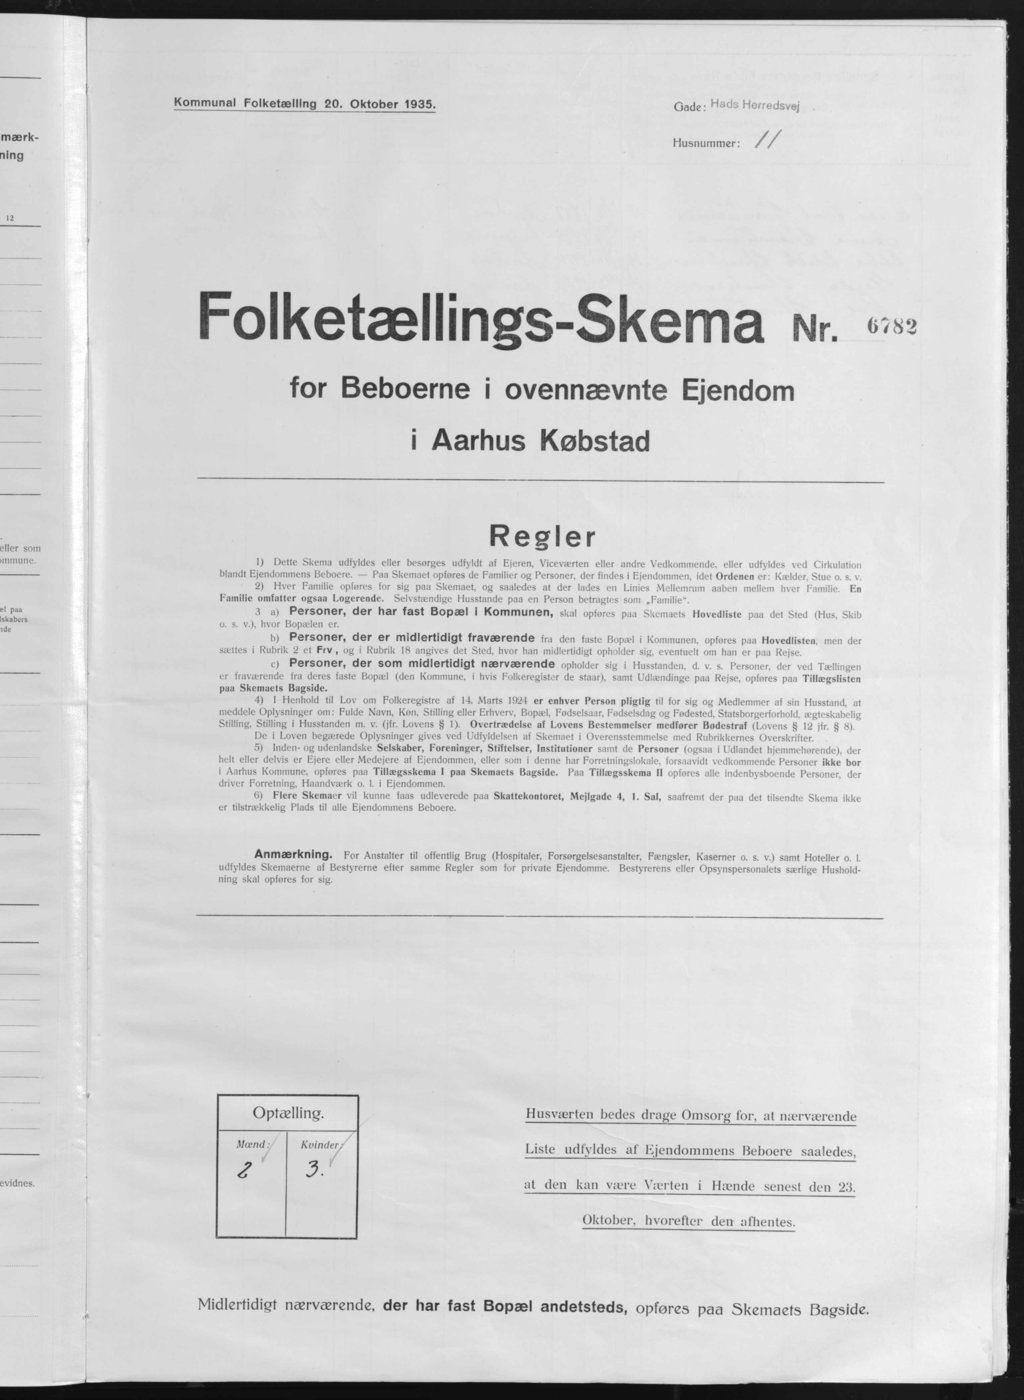 mærk-
ning
12
eller som
ommune.
el paa
lskabers
nde
evidnes.
Kommunal Folketælling 20. Oktober 1935.
Gade: Hads Herredsvej
Husnummer: 11
Folketællings-Skema Nr. 6782
for Beboerne i ovennævnte Ejendom
i Aarhus Købstad
Regler
1) Dette Skema udfyldes eller besørges udfyldt af Ejeren, Viceværten eller andre Vedkommende, eller udfyldes ved Cirkulation
blandt Ejendommens Beboere. — Paa Skemaet opføres de Familier og Personer, der findes i Ejendommen, idet Ordenen er: Kælder, Stue o. s. v.
2) Hver Familie opføres for sig paa Skemaet, og saaledes at der lades en Linies Mellemrum aaben mellem hver Familie. En
Familie omfatter ogsaa Logerende. Selvstændige Husstande paa en Person betragtes som „Familie".
3 a) Personer, der har fast Bopæl i Kommunen, skal opføres paa Skemaets Hovedliste paa det Sted (Hus, Skib
o. s. v.), hvor Bopælen er.
b) Personer, der er midlertidigt fraværende fra den faste Bopæl i Kommunen, opføres paa Hovedlisten, men der
sættes i Rubrik 2 et Frv., og i Rubrik 18 angives det Sted, hvor han midlertidigt opholder sig, eventuelt om han er paa Rejse.
c) Personer, der som midlertidigt nærværende opholder sig i Husstanden, d. v. s. Personer, der ved Tællingen
er fraværende fra deres faste Bopæl (den Kommune, i hvis Folkeregister de staar), samt Udlændinge paa Rejse, opføres paa Tillægslisten
paa Skemaets Bagside.
4) I Henhold til Lov om Folkeregistre af 14. Marts 1924 er enhver Person pligtig til for sig og Medlemmer af sin Husstand, at
meddele Oplysninger om: Fulde Navn, Køn, Stilling eller Erhverv, Bopæl, Fødselsaar, Fødselsdag og Fødested, Statsborgerforhold, ægteskabelig
Stilling, Stilling i Husstanden m. v. (jfr. Lovens § 1). Overtrædelse af Lovens Bestemmelser medfører Bødestraf (Lovens § 12 jfr. § 8).
De i Loven begærede Oplysninger gives ved Udfyldelsen af Skemaet i Overensstemmelse med Rubrikkernes Overskrifter.
5) Inden- og udenlandske Selskaber, Foreninger, Stiftelser, Institutioner samt de Personer (ogsaa i Udlandet hjemmehørende), der
helt eller delvis er Ejere eller Medejere af Ejendommen, eller som i denne har Forretningslokale, forsaavidt vedkommende Personer ikke bor
i Aarhus Kommune, opføres paa Tillægsskema I paa Skemaets Bagside. Paa Tillægsskema II opføres alle indenbysboende Personer, der
driver Forretning, Haandværk o. l. i Ejendommen.
6) Flere Skemaer vil kunne faas udleverede paa Skattekontoret, Mejlgade 4, 1. Sal, saafremt der paa det tilsendte Skema ikke
er tilstrækkelig Plads til alle Ejendommens Beboere.
Anmærkning. For Anstalter til offentlig Brug (Hospitaler, Forsørgelsesanstalter, Fængsler, Kaserner o. s. v.) samt Hoteller o. l.
udfyldes Skemaerne af Bestyrerne efter samme Regler som for private Ejendomme. Bestyrerens eller Opsynspersonalets særlige Hushold-
ning skal opføres for sig.
Optælling.
Mænd: Kvinder:
2 3.
Husværten bedes drage Omsorg for, at nærværende
Liste udfyldes af Ejendommens Beboere saaledes,
at den kan være Værten i Hænde senest den 23.
Oktober, hvorefter den afhentes.
Midlertidigt nærværende, der har fast Bopæl andetsteds, opføres paa Skemaets Bagside.